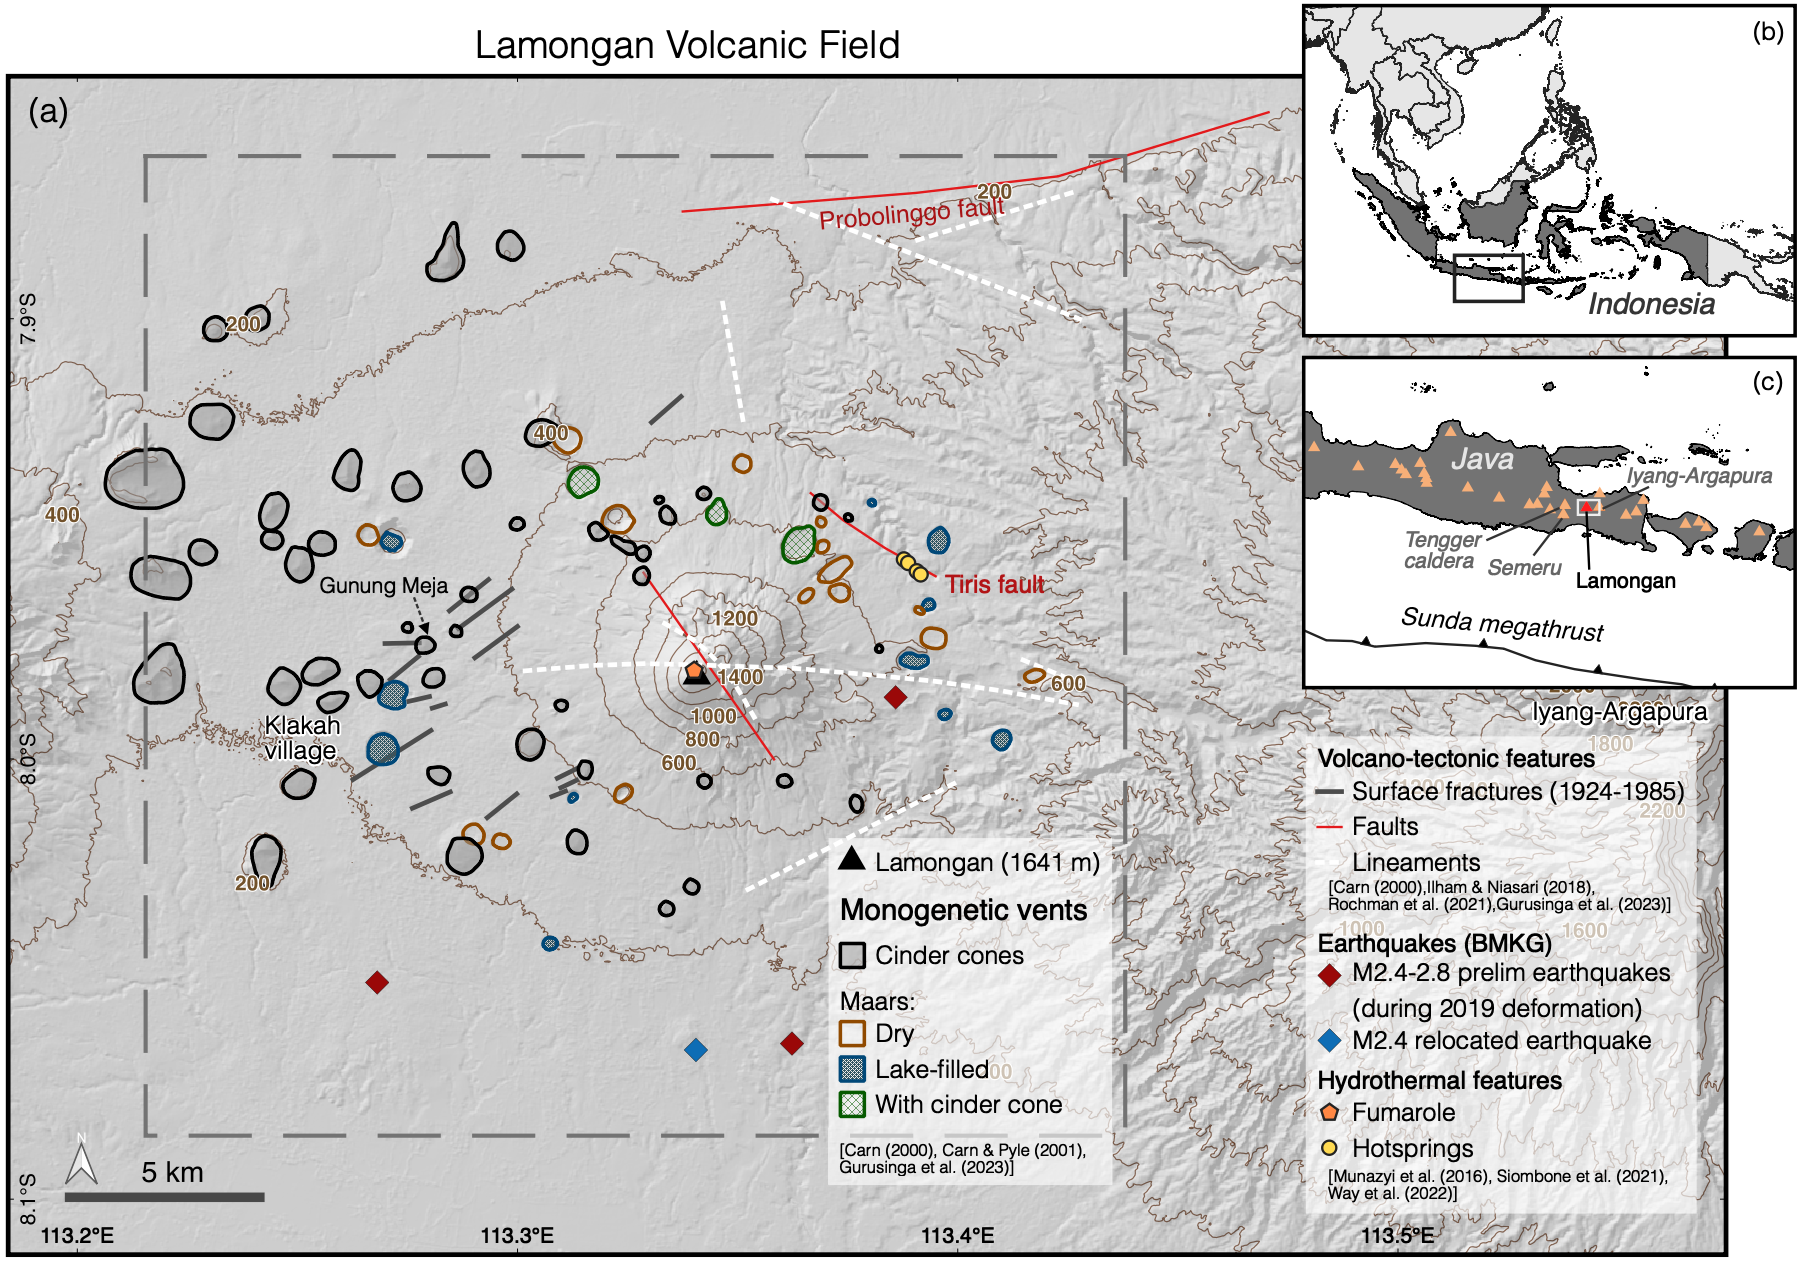 Lamongan Volcanic Field
(a)
(b)
Indonesia
(c)
Java
Iyang-Argapura
Tengger
caldera
Semeru
Lamongan
Sunda megathrust
7.9°S
8.0°S
8.1°S
113.2°E
113.3°E
113.4°E
113.5°E
200
Probolinggo fault
200
400
400
Gunung Meja
Tiris fault
1200
1400
1000
800
600
600
Klakah
village
200
Iyang-Argapura
1800
2200
1000
1600
N
5 km
Lamongan (1641 m)
Monogenetic vents
Cinder cones
Maars:
Dry
Lake-filled
With cinder cone
[Carn (2000), Carn & Pyle (2001),
Gurusinga et al. (2023)]
Volcano-tectonic features
Surface fractures (1924-1985)
Faults
Lineaments
[Carn (2000),Ilham & Niasari (2018),
Rochman et al. (2021),Gurusinga et al. (2023)]
Earthquakes (BMKG)
M2.4-2.8 prelim earthquakes
(during 2019 deformation)
M2.4 relocated earthquake
Hydrothermal features
Fumarole
Hotsprings
[Munazyi et al. (2016), Siombone et al. (2021),
Way et al. (2022)]